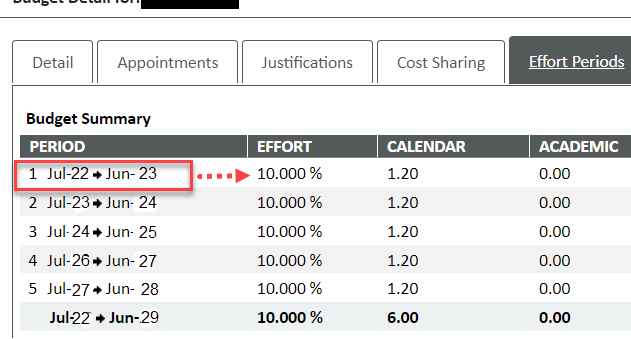 Budget Detail for
Detail Appointments Justifications Cost Sharing Effort Periods
Budget Summary
PERIOD EFFORT CALENDAR ACADEMIC
1 Jul-22 → Jun- 23 10.000 % 1.20 0.00
2 Jul-23 → Jun- 24 10.000 % 1.20 0.00
3 Jul-24 → Jun- 25 10.000 % 1.20 0.00
4 Jul-26 → Jun- 27 10.000 % 1.20 0.00
5 Jul-27 → Jun- 28 10.000 % 1.20 0.00
Jul-22 → Jun-29 10.000 % 6.00 0.00